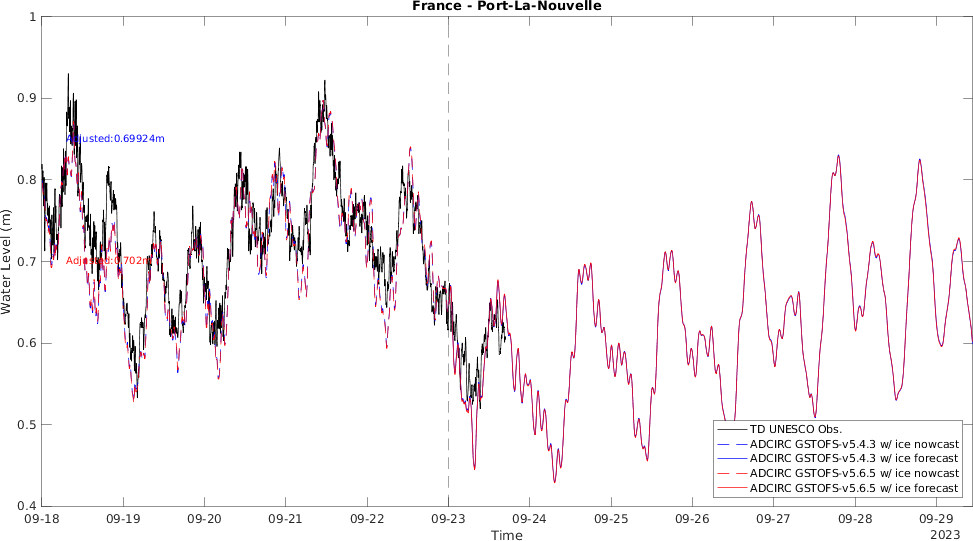 France - Port-La-Nouvelle
Water Level (m)
1
0.9
0.8
0.7
0.6
0.5
0.4
Adjusted:0.69924m
Adjusted:0.702m
TD UNESCO Obs.
ADCIRC GSTOFS-v5.4.3 w/ ice nowcast
ADCIRC GSTOFS-v5.4.3 w/ ice forecast
ADCIRC GSTOFS-v5.6.5 w/ ice nowcast
ADCIRC GSTOFS-v5.6.5 w/ ice forecast
09-18 09-19 09-20 09-21 09-22 09-23 09-24 09-25 09-26 09-27 09-28 09-29
2023
Time